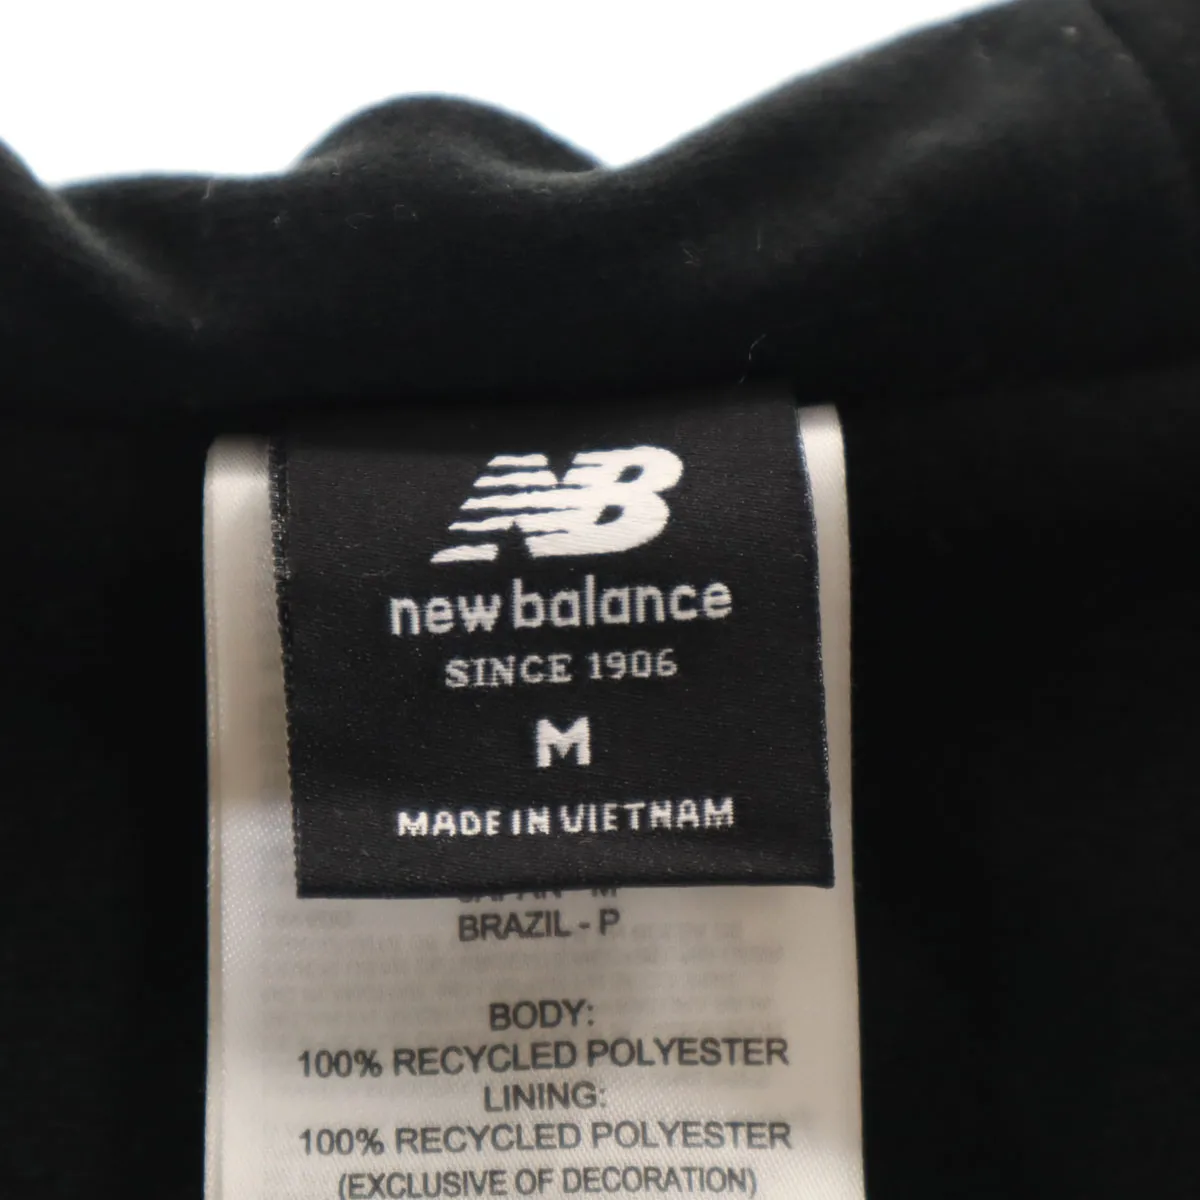 NB
new balance
SINCE 1906
M
MADE IN VIETNAM
BRAZIL - P
BODY:
100% RECYCLED POLYESTER
LINING:
100% RECYCLED POLYESTER
(EXCLUSIVE OF DECORATION)